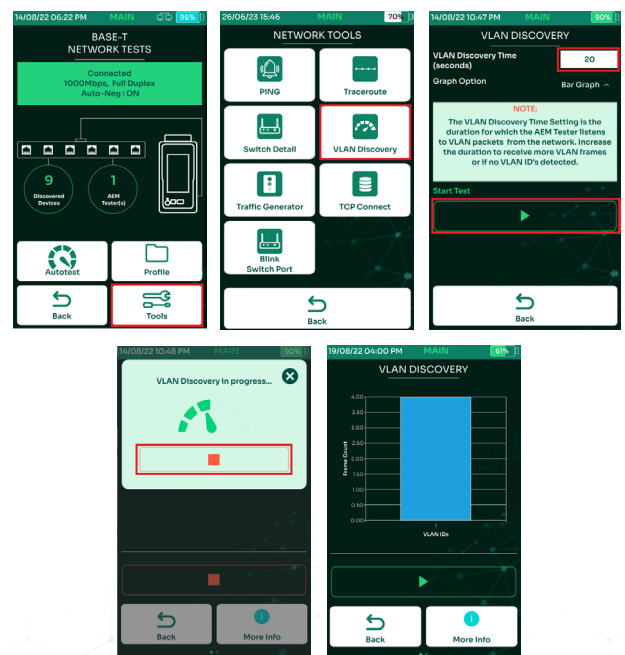 14/08/22 06:22 PM MAIN 96%
BASE-T
NETWORK TESTS
Connected
1000Mbps, Full Duplex
Auto-Neg : ON
9
Discovered
Devices
1
AEM
Tester(s)
Autotest
Profile
Back
Tools
26/06/23 15:46 MAIN 70%
NETWORK TOOLS
PING
Traceroute
Switch Detail
VLAN Discovery
Traffic Generator
TCP Connect
Blink
Switch Port
Back
14/08/22 10:47 PM MAIN 90%
VLAN DISCOVERY
VLAN Discovery Time
(seconds)
20
Graph Option
Bar Graph
NOTE:
The VLAN Discovery Time Setting is the
duration for which the AEM Tester listens
to VLAN packets from the network. Increase
the duration to receive more VLAN frames
or if no VLAN ID's detected.
Start Test
Back
14/08/22 10:48 PM MAIN 90%
VLAN Discovery in progress...
Back
More Info
19/08/22 04:00 PM MAIN 61%
VLAN DISCOVERY
4.00
3.50
3.00
2.50
2.00
1.50
1.00
0.50
0.00
Frame Count
1
VLAN IDs
Back
More Info